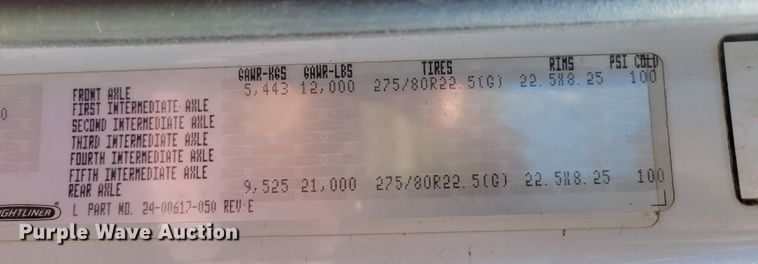 GAWR-KGS GAWR-LBS TIRES RIMS PSI COLD
FRONT AXLE 5,443 12,000 275/80R22.5(G) 22.5X8.25 100
FIRST INTERMEDIATE AXLE
SECOND INTERMEDIATE AXLE
THIRD INTERMEDIATE AXLE
FOURTH INTERMEDIATE AXLE
FIFTH INTERMEDIATE AXLE
REAR AXLE 9,525 21,000 275/80R22.5(G) 22.5X8.25 100
0
IGHTLINER L PART NO. 24-00617-050 REV E
Purple Wave Auction